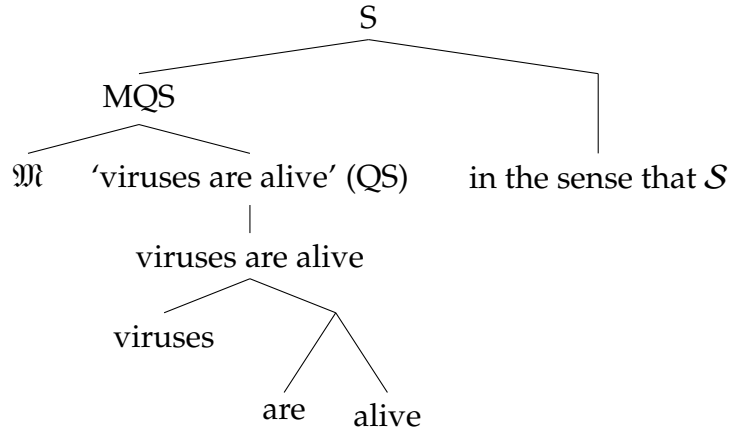 S
MQS
𝔐 ‘viruses are alive’ (QS) in the sense that 𝒮
viruses are alive
viruses
are alive